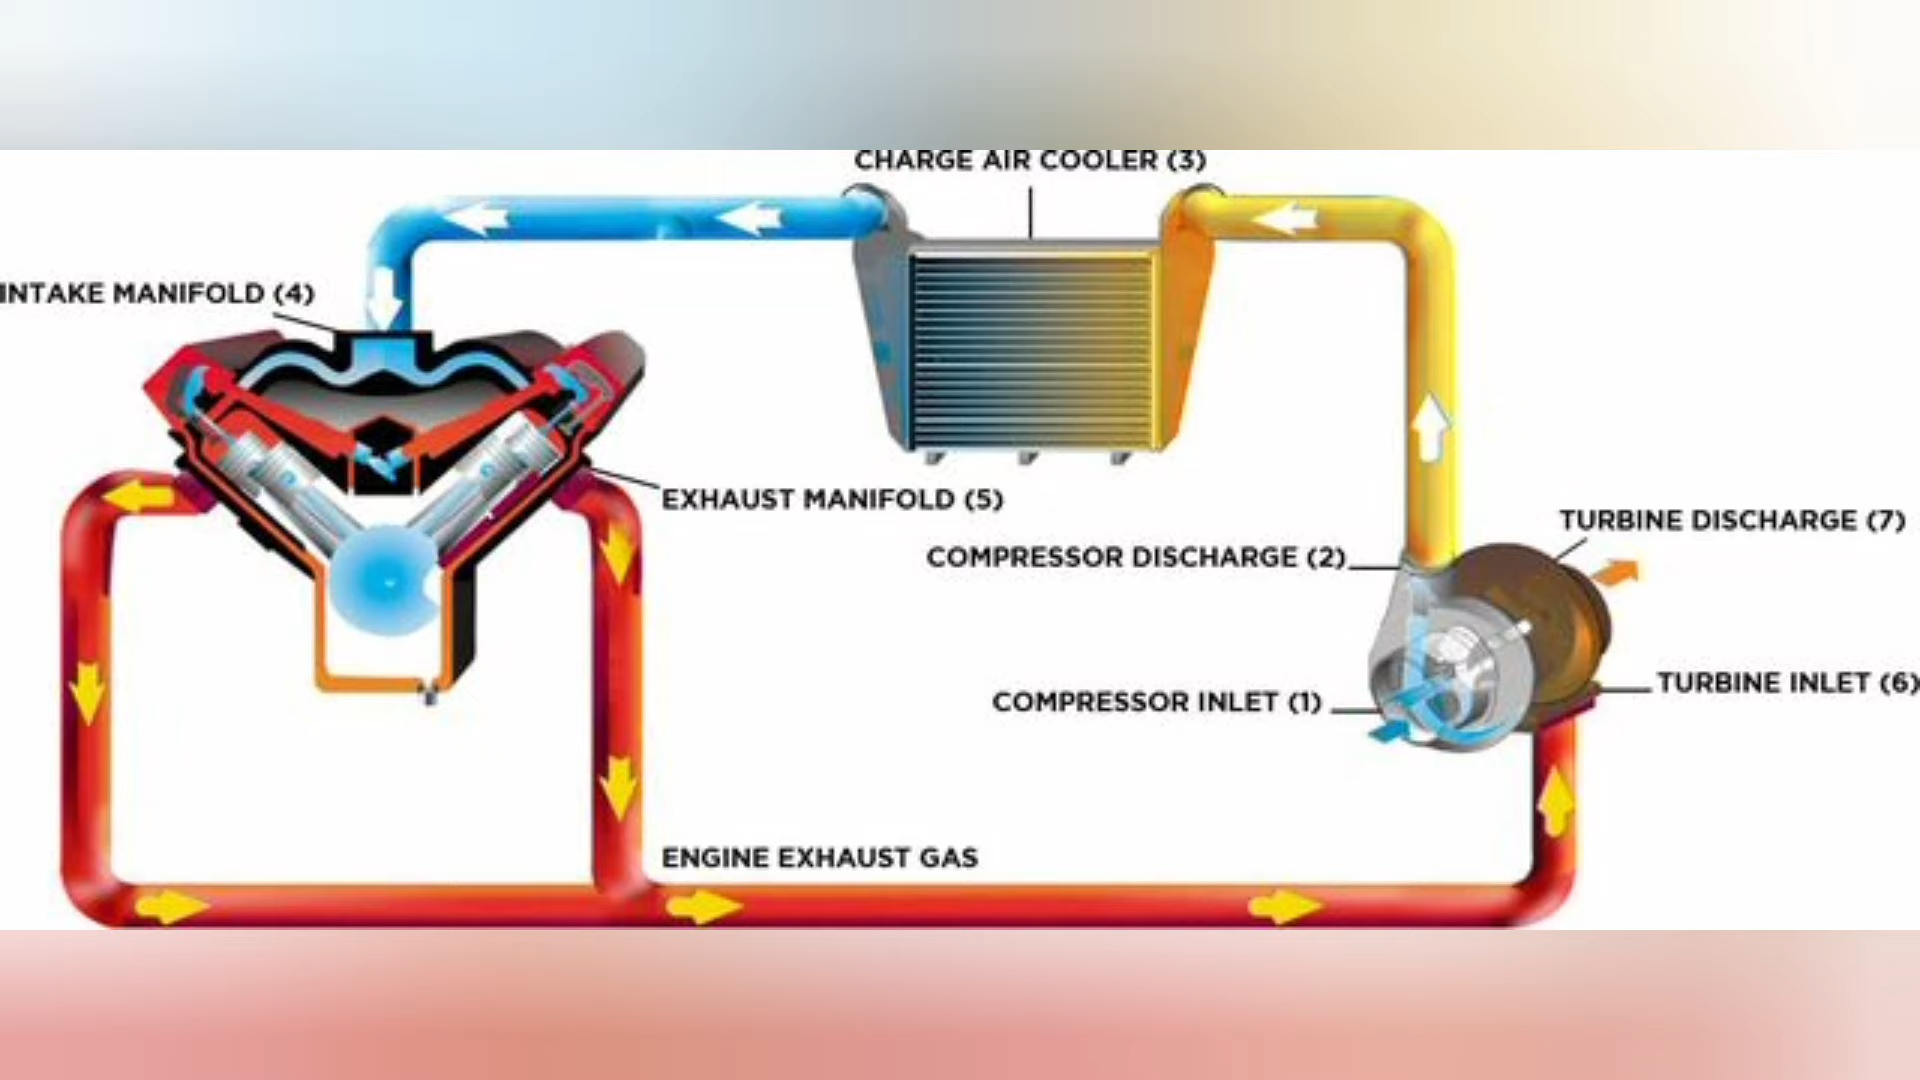 CHARGE AIR COOLER (3)
INTAKE MANIFOLD (4)
EXHAUST MANIFOLD (5)
TURBINE DISCHARGE (7)
COMPRESSOR DISCHARGE (2)
TURBINE INLET (6)
COMPRESSOR INLET (1)
ENGINE EXHAUST GAS